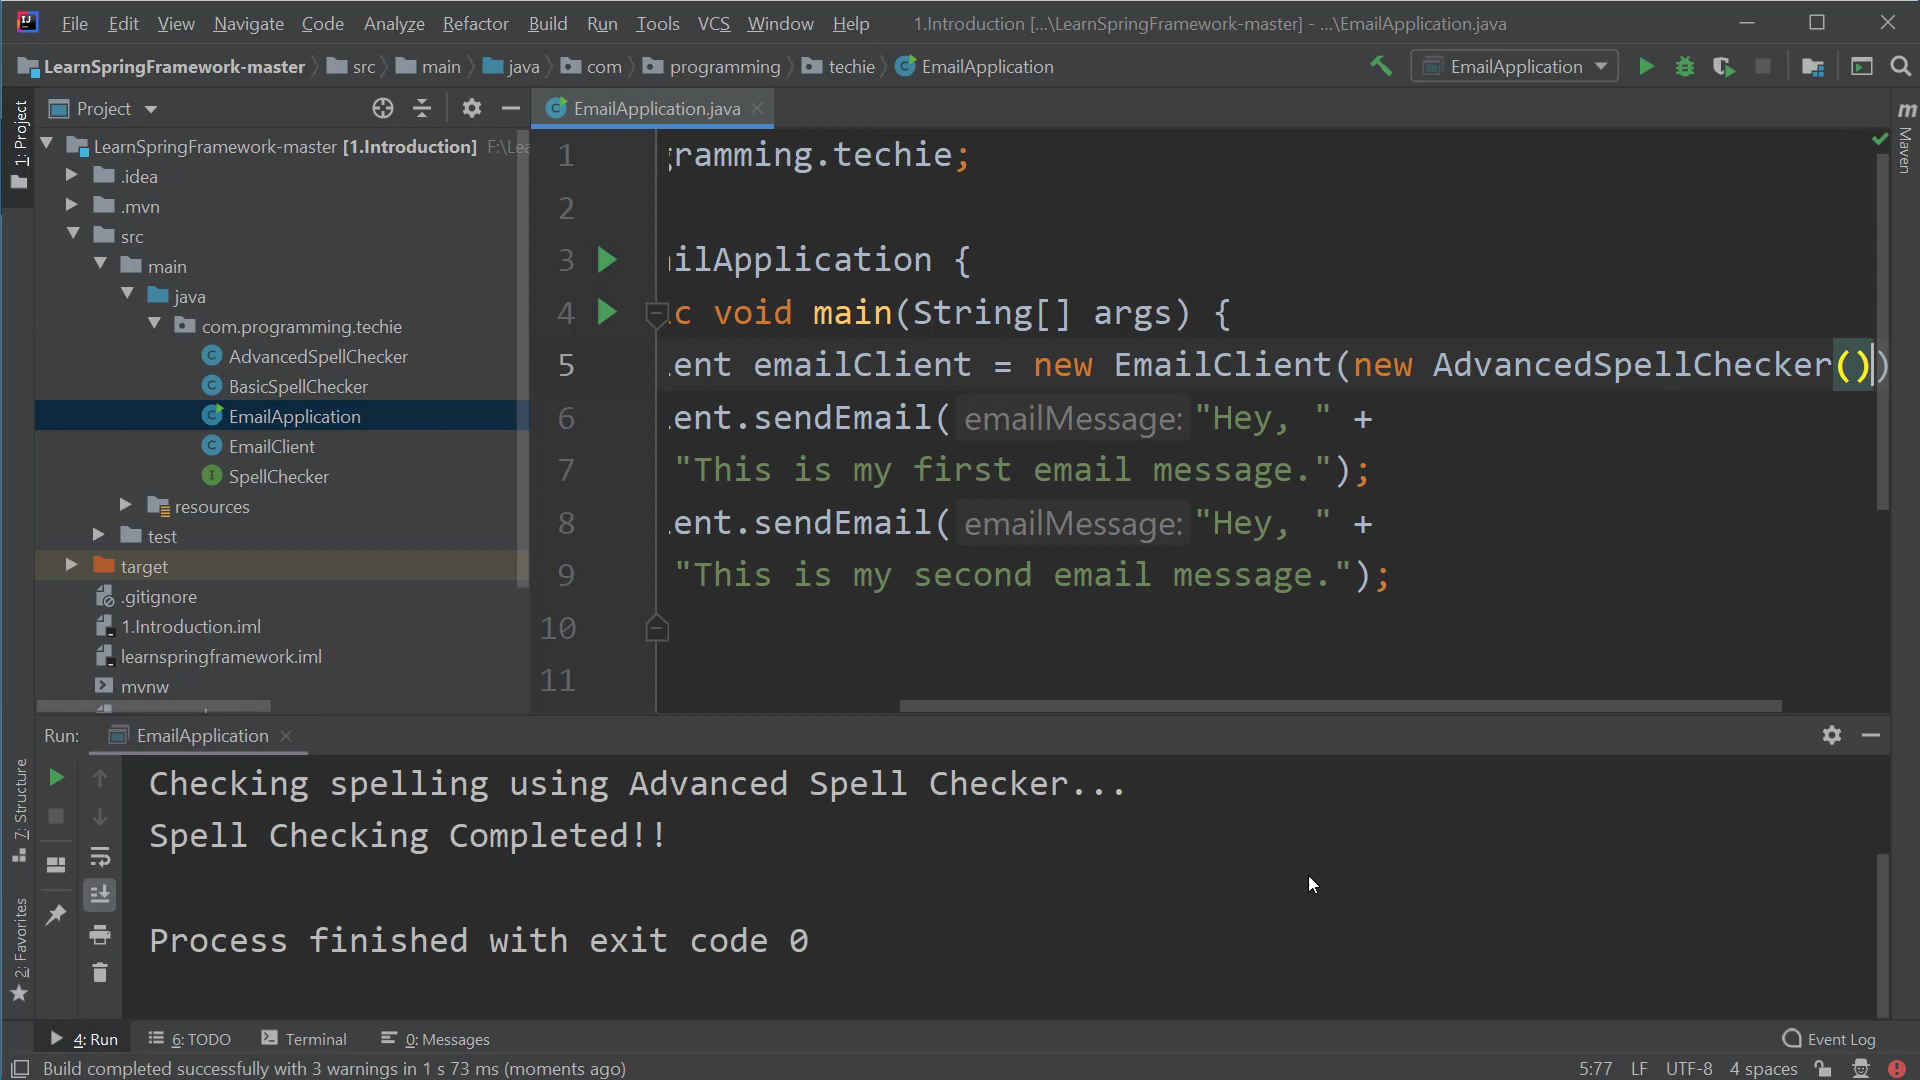 File Edit View Navigate Code Analyze Refactor Build Run Tools VCS Window Help 1.Introduction [...\LearnSpringFramework-master] - ...\EmailApplication.java
LearnSpringFramework-master src main java com programming techie EmailApplication EmailApplication
1: Project
Project
EmailApplication.java
Maven
LearnSpringFramework-master [1.Introduction] F:\Lea
.idea
.mvn
src
main
java
com.programming.techie
AdvancedSpellChecker
BasicSpellChecker
EmailApplication
EmailClient
SpellChecker
resources
test
target
.gitignore
1.Introduction.iml
learnspringframework.iml
mvnw
1 gramming.techie;
2
3 ailApplication {
4 ic void main(String[] args) {
5 ient emailClient = new EmailClient(new AdvancedSpellChecker())
6 ient.sendEmail( emailMessage: "Hey, " +
7 "This is my first email message.");
8 ient.sendEmail( emailMessage: "Hey, " +
9 "This is my second email message.");
10
11
Run: EmailApplication
7: Structure
2: Favorites
Checking spelling using Advanced Spell Checker...
Spell Checking Completed!!
Process finished with exit code 0
4: Run 6: TODO Terminal 0: Messages Event Log
Build completed successfully with 3 warnings in 1 s 73 ms (moments ago) 5:77 LF UTF-8 4 spaces